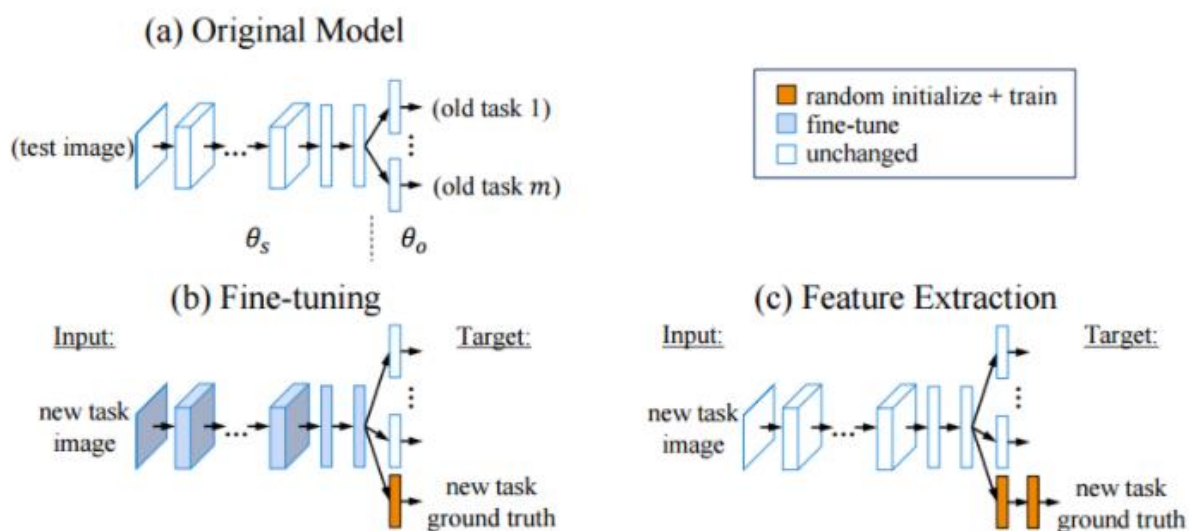 (a) Original Model
(test image)
...
(old task 1)
⋮
(old task m)
θₛ
θₒ
random initialize + train
fine-tune
unchanged
(b) Fine-tuning
Input:
Target:
new task
image
...
⋮
new task
ground truth
(c) Feature Extraction
Input:
Target:
new task
image
...
⋮
new task
ground truth